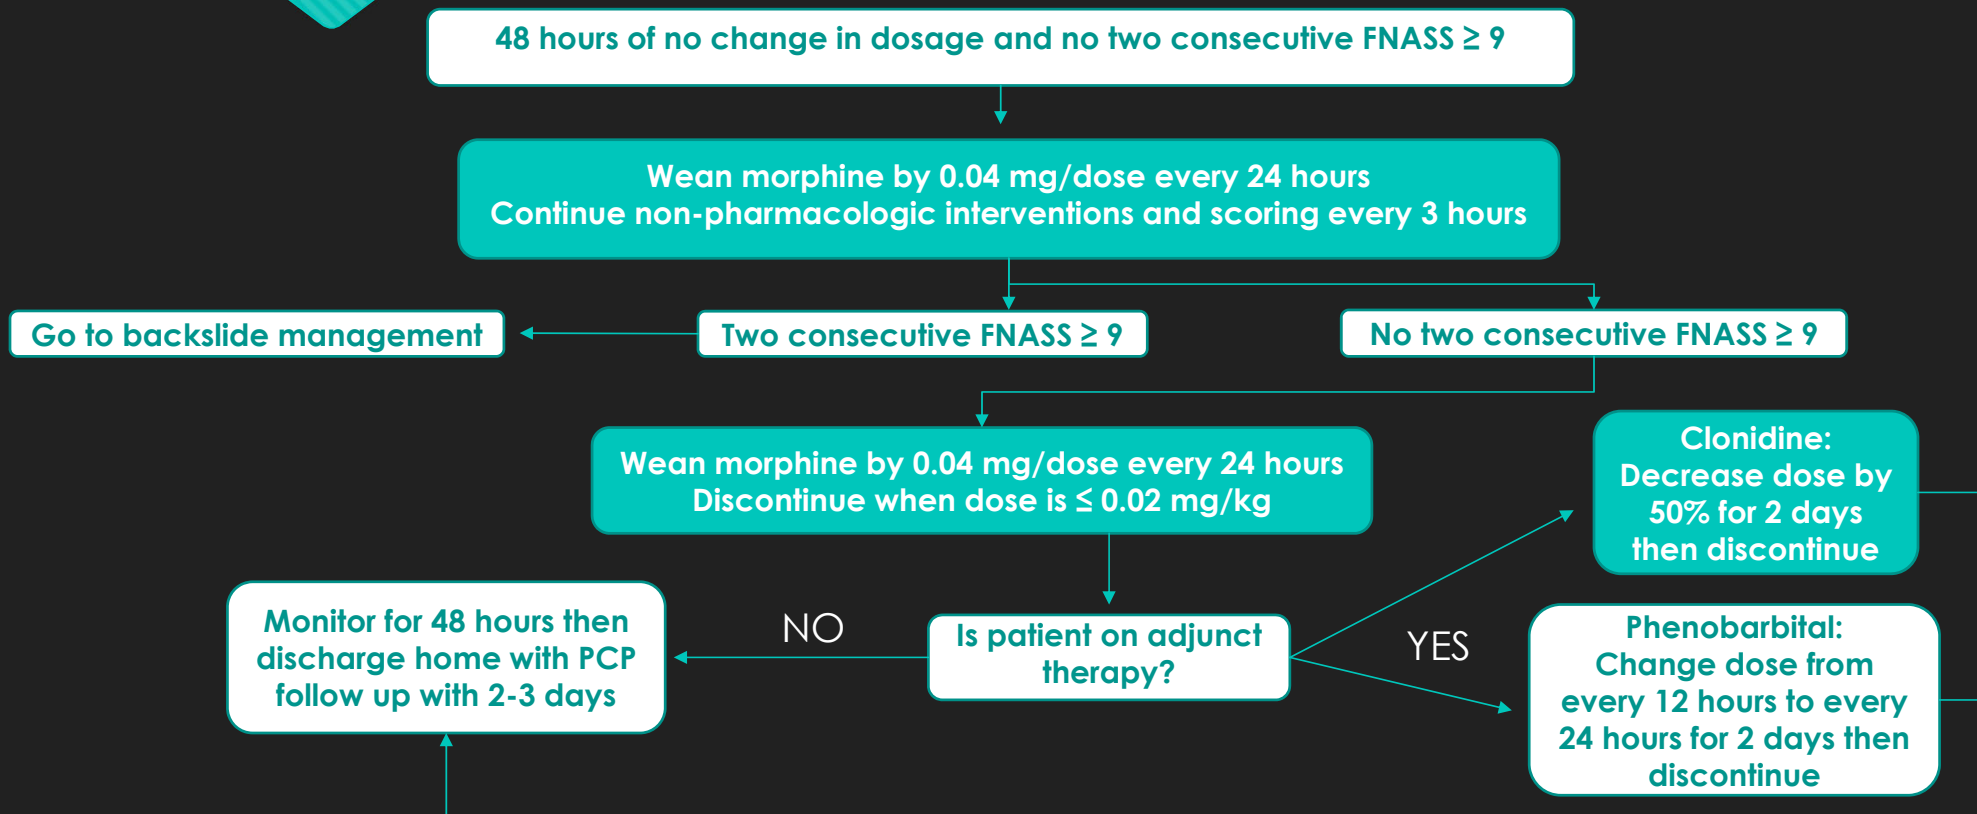 48 hours of no change in dosage and no two consecutive FNASS ≥ 9
Wean morphine by 0.04 mg/dose every 24 hours
Continue non-pharmacologic interventions and scoring every 3 hours
Go to backslide management
Two consecutive FNASS ≥ 9
No two consecutive FNASS ≥ 9
Wean morphine by 0.04 mg/dose every 24 hours
Discontinue when dose is ≤ 0.02 mg/kg
Clonidine:
Decrease dose by
50% for 2 days
then discontinue
Monitor for 48 hours then
discharge home with PCP
follow up with 2-3 days
NO
Is patient on adjunct
therapy?
YES
Phenobarbital:
Change dose from
every 12 hours to every
24 hours for 2 days then
discontinue